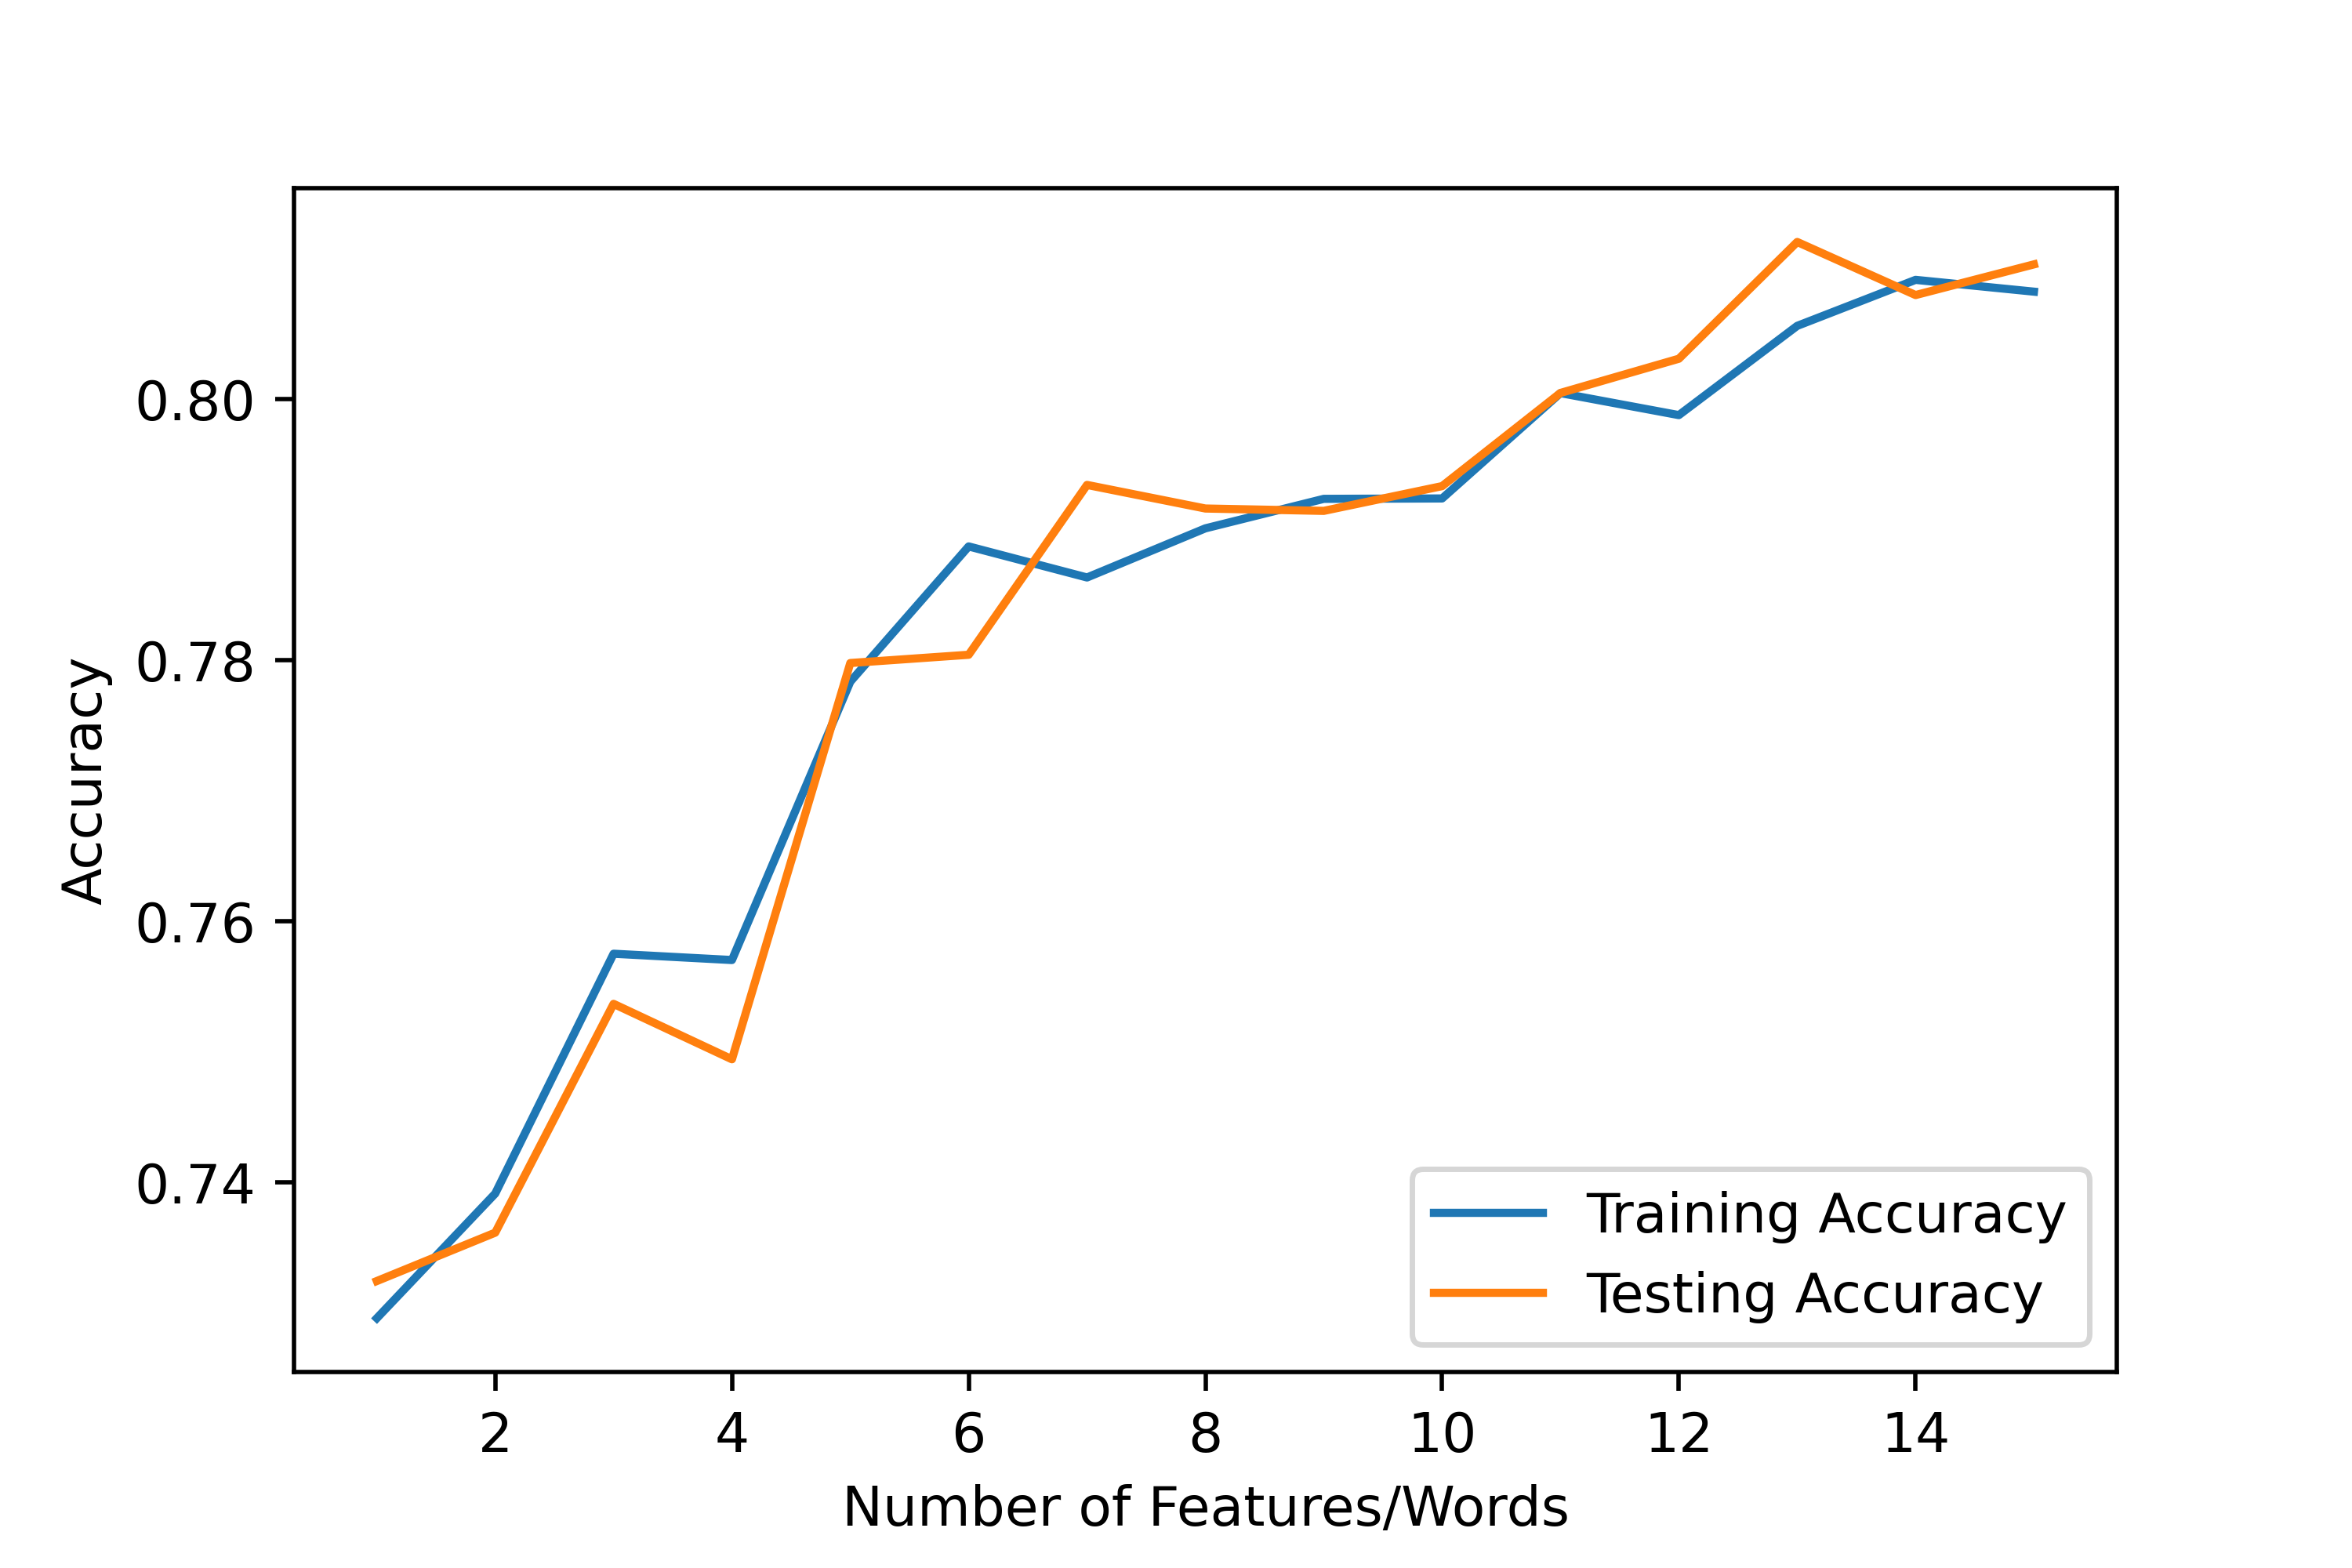 0.80
0.78
0.76
0.74
Accuracy
Training Accuracy
Testing Accuracy
2 4 6 8 10 12 14
Number of Features/Words